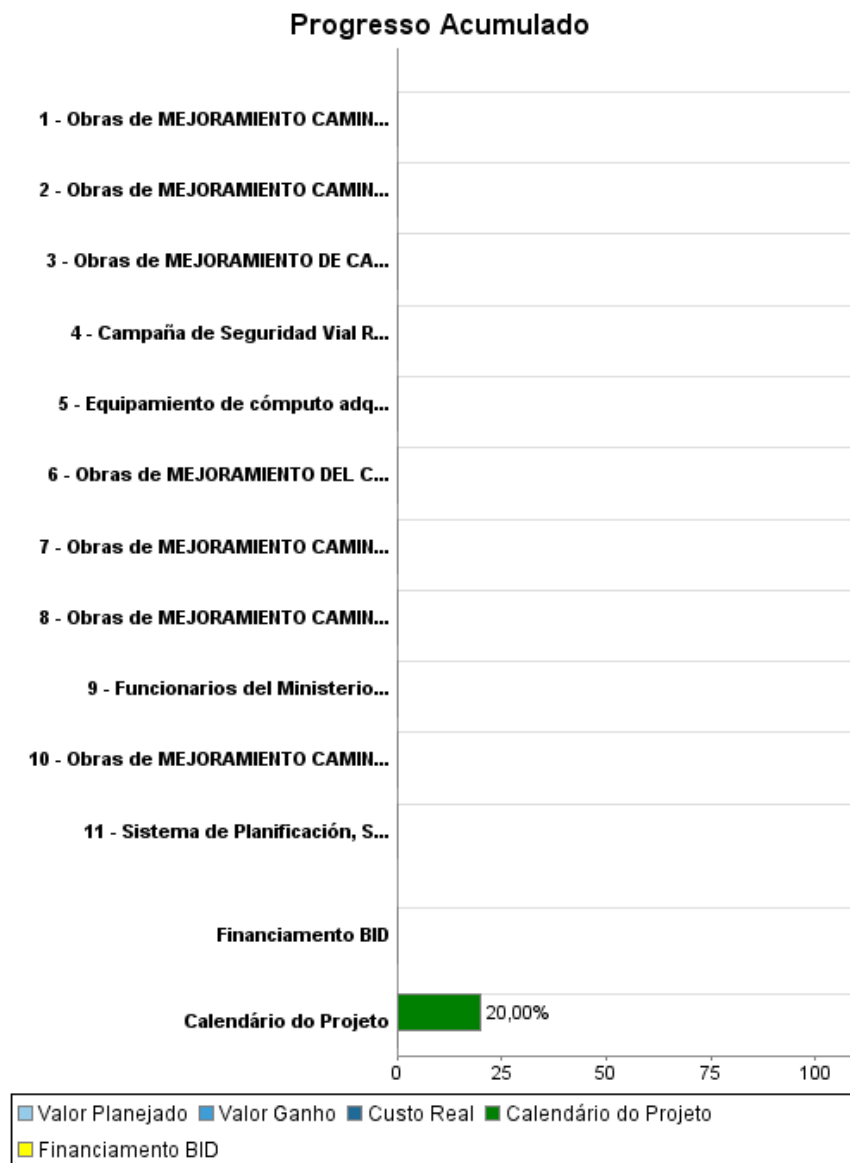 Progresso Acumulado
1 - Obras de MEJORAMIENTO CAMIN...
2 - Obras de MEJORAMIENTO CAMIN...
3 - Obras de MEJORAMIENTO DE CA...
4 - Campaña de Seguridad Vial R...
5 - Equipamiento de cómputo adq...
6 - Obras de MEJORAMIENTO DEL C...
7 - Obras de MEJORAMIENTO CAMIN...
8 - Obras de MEJORAMIENTO CAMIN...
9 - Funcionarios del Ministerio...
10 - Obras de MEJORAMIENTO CAMIN...
11 - Sistema de Planificación, S...
Financiamento BID
Calendário do Projeto 20,00%
0 25 50 75 100
Valor Planejado Valor Ganho Custo Real Calendário do Projeto
Financiamento BID